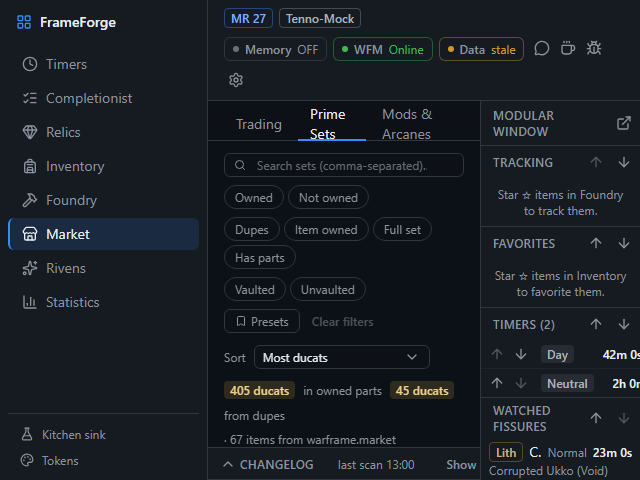 FrameForge
Timers
Completionist
Relics
Inventory
Foundry
Market
Rivens
Statistics
Kitchen sink
Tokens
MR 27
Tenno-Mock
Memory OFF
WFM Online
Data stale
Trading
Prime Sets
Mods & Arcanes
Search sets (comma-separated).
Owned
Not owned
Dupes
Item owned
Full set
Has parts
Vaulted
Unvaulted
Presets
Clear filters
Sort
Most ducats
405 ducats in owned parts 45 ducats
from dupes
· 67 items from warframe.market
CHANGELOG
last scan 13:00
Show
MODULAR
WINDOW
TRACKING
Star ☆ items in Foundry
to track them.
FAVORITES
Star ☆ items in Inventory
to favorite them.
TIMERS (2)
Day 42m 0s
Neutral 2h 0m
WATCHED
FISSURES
Lith C. Normal 23m 0s
Corrupted Ukko (Void)